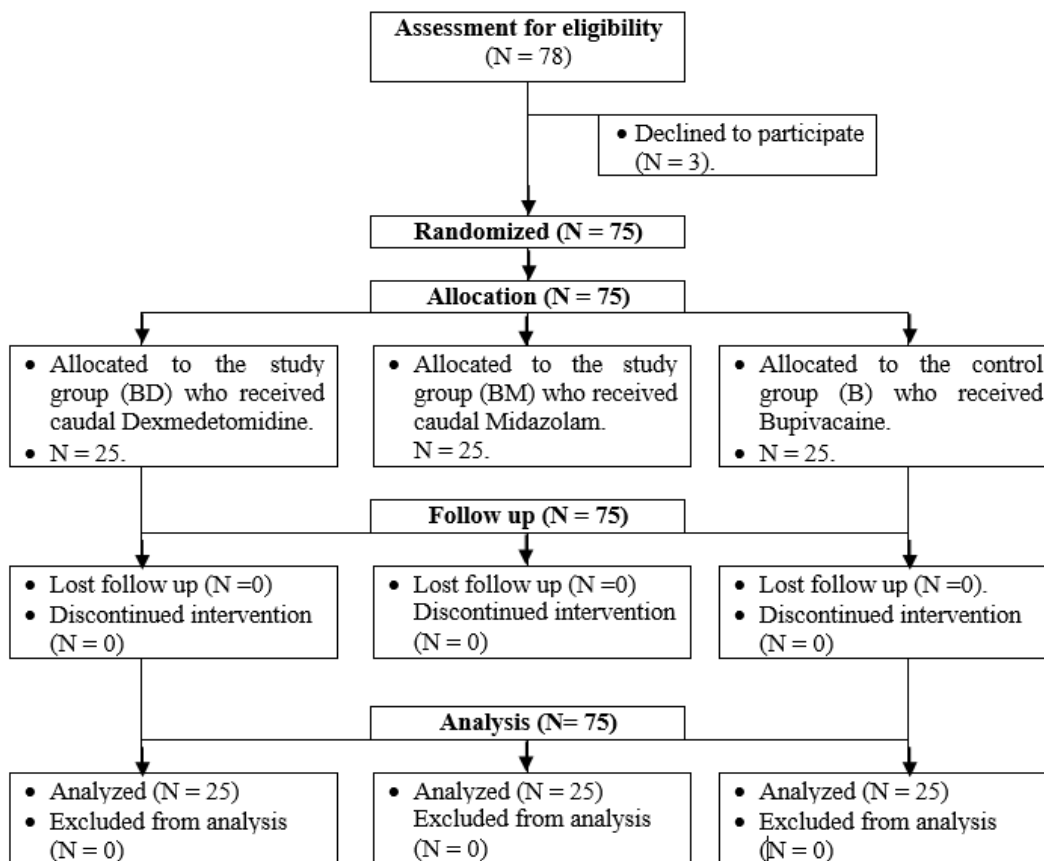 Assessment for eligibility
(N = 78)
• Declined to participate
(N = 3).
Randomized (N = 75)
Allocation (N = 75)
• Allocated to the study
group (BD) who received
caudal Dexmedetomidine.
• N = 25.
• Allocated to the study
group (BM) who received
caudal Midazolam.
N = 25.
• Allocated to the control
group (B) who received
Bupivacaine.
• N = 25.
Follow up (N = 75)
• Lost follow up (N =0)
• Discontinued intervention
(N = 0)
• Lost follow up (N =0)
Discontinued intervention
(N = 0)
• Lost follow up (N =0).
• Discontinued intervention
(N = 0)
Analysis (N= 75)
• Analyzed (N = 25)
• Excluded from analysis
(N = 0)
• Analyzed (N = 25)
Excluded from analysis
(N = 0)
• Analyzed (N = 25)
• Excluded from analysis
(N = 0)